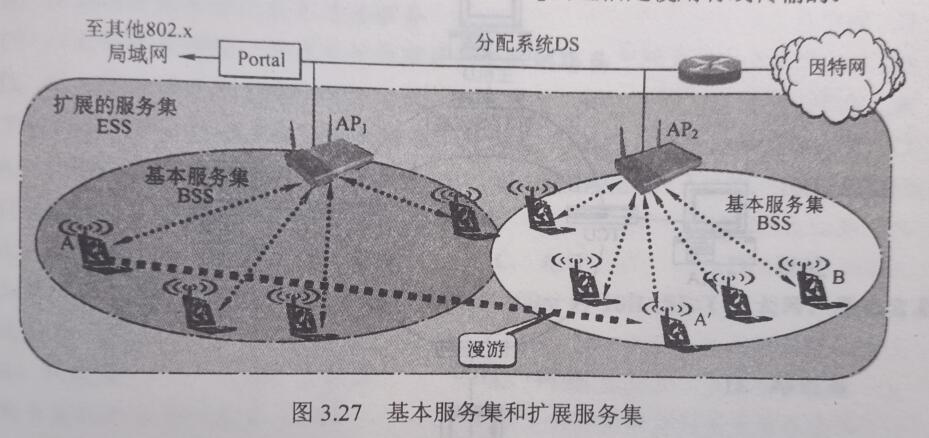 至其他802.x
局域网
Portal
分配系统DS
因特网
扩展的服务集
ESS
AP₁
AP₂
基本服务集
BSS
基本服务集
BSS
A
B
A'
漫游
图 3.27 基本服务集和扩展服务集